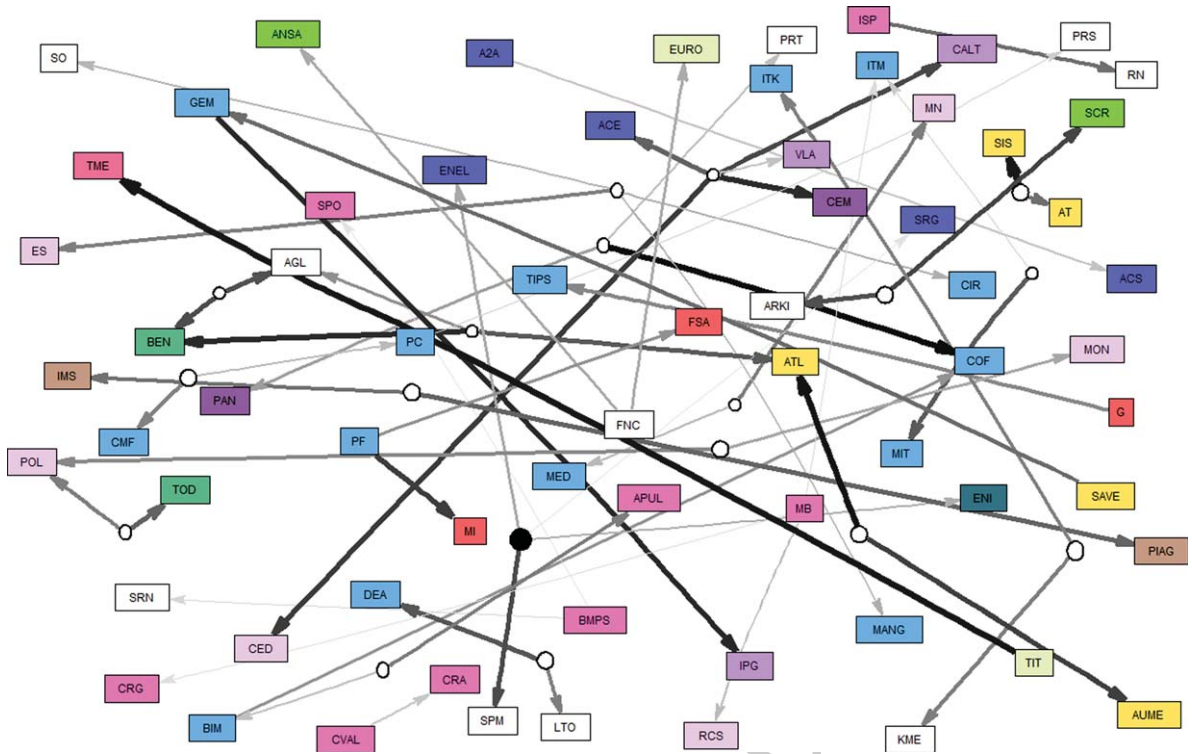 ISP
ANSA
EURO
PRT
PRS
SO
A2A
CALT
ITM
RN
ITK
GEM
MN
SCR
ACE
SIS
VLA
TME
ENEL
CEM
SPO
SRG
AT
ES
AGL
TIPS
CIR
ACS
ARKI
FSA
BEN
PC
MON
ATL
COF
IMS
PAN
G
FNC
CMF
PF
MIT
POL
MED
TOD
APUL
MB
ENI
SAVE
MI
PIAG
DEA
SRN
BMPS
MANG
CED
IPG
TIT
CRG
CRA
AUME
SPM
LTO
BIM
CVAL
RCS
KME